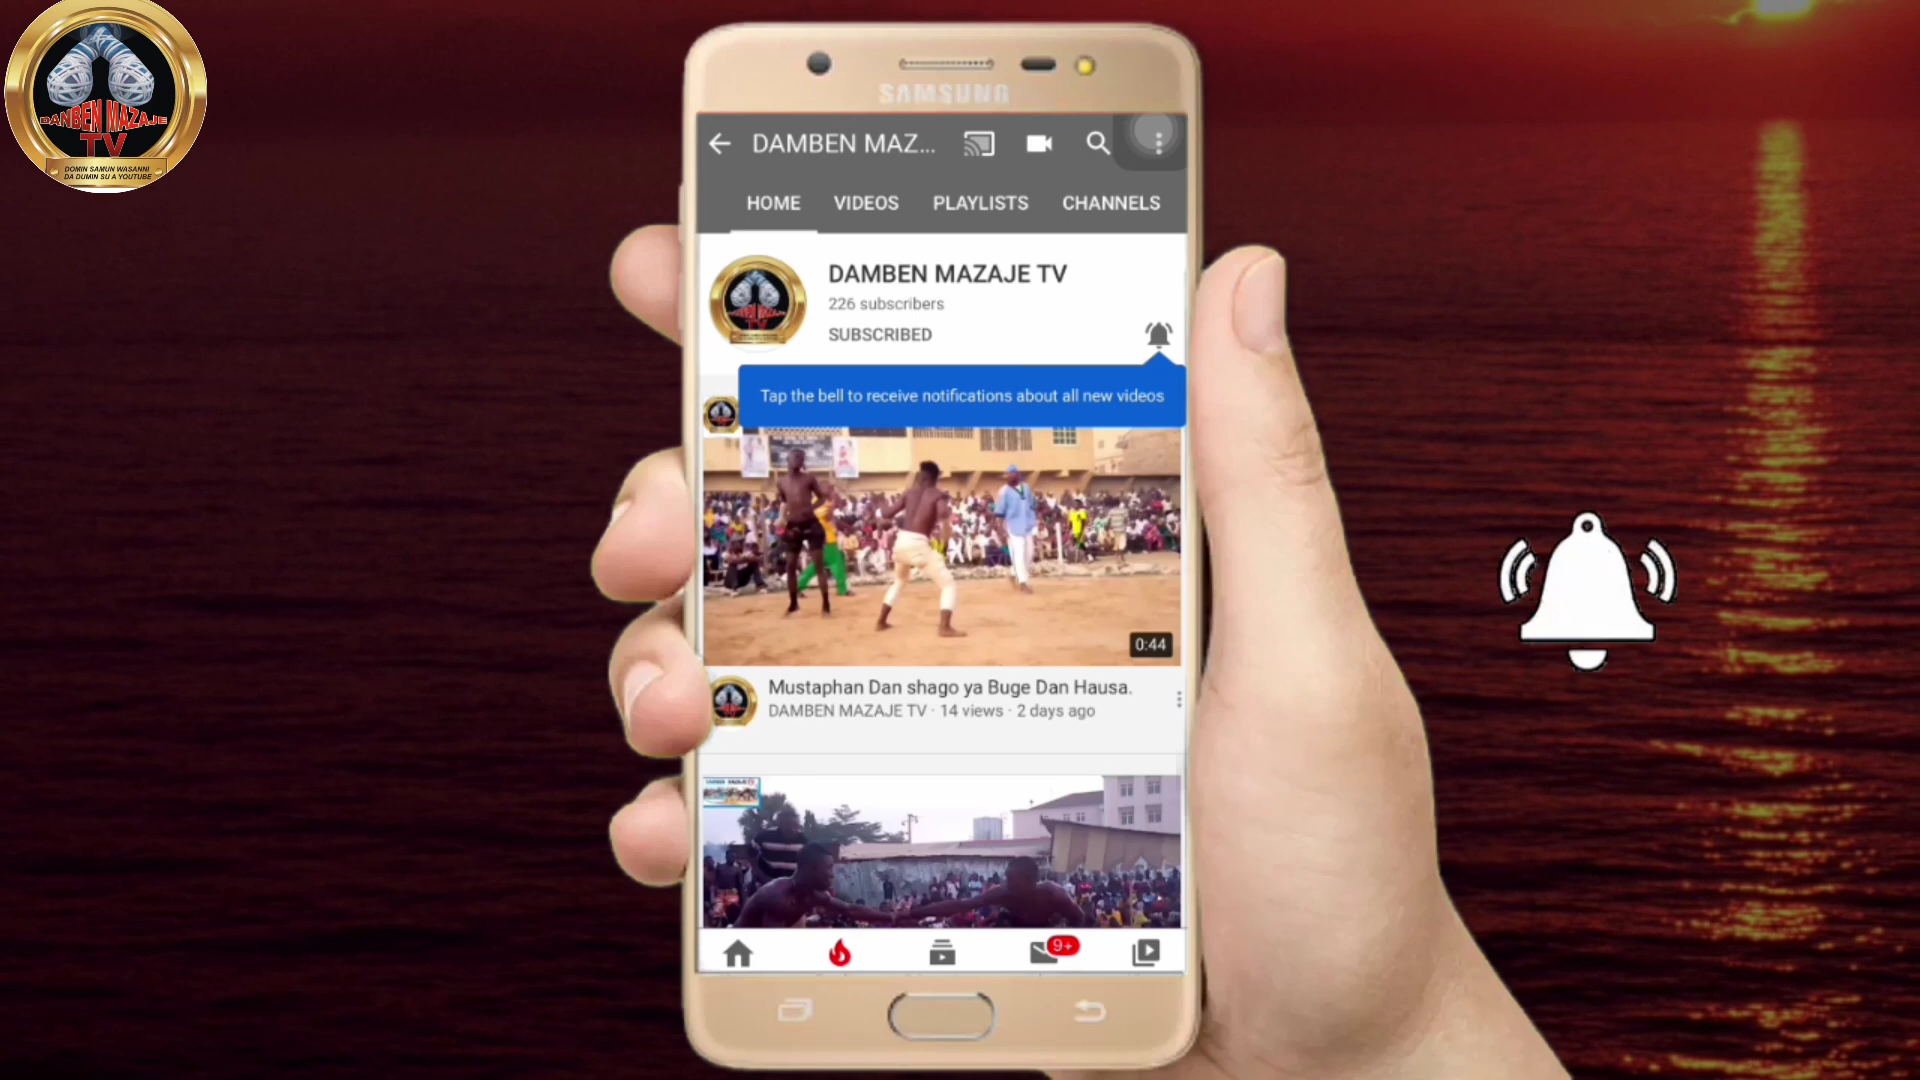 DANBEN MAZAJE
TV
DOMIN SAMUN WASANNI
DA DUMIN SU A YOUTUBE
SAMSUNG
DAMBEN MAZ...
HOME VIDEOS PLAYLISTS CHANNELS
DAMBEN MAZAJE TV
226 subscribers
SUBSCRIBED
Tap the bell to receive notifications about all new videos
0:44
Mustaphan Dan shago ya Buge Dan Hausa.
DAMBEN MAZAJE TV · 14 views · 2 days ago
9+